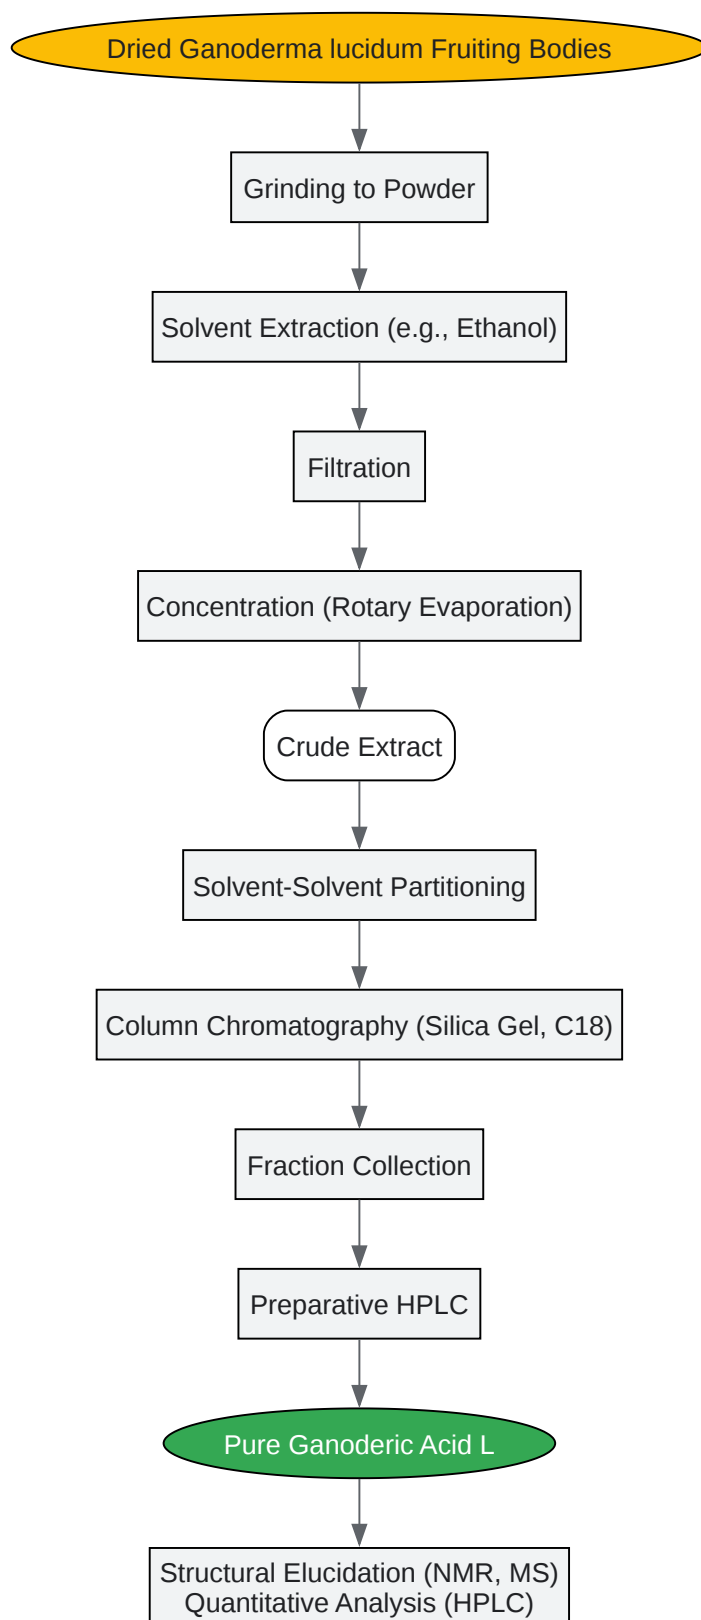 Dried Ganoderma lucidum Fruiting Bodies
Grinding to Powder
Solvent Extraction (e.g., Ethanol)
Filtration
Concentration (Rotary Evaporation)
Crude Extract
Solvent-Solvent Partitioning
Column Chromatography (Silica Gel, C18)
Fraction Collection
Preparative HPLC
Pure Ganoderic Acid L
Structural Elucidation (NMR, MS)
Quantitative Analysis (HPLC)